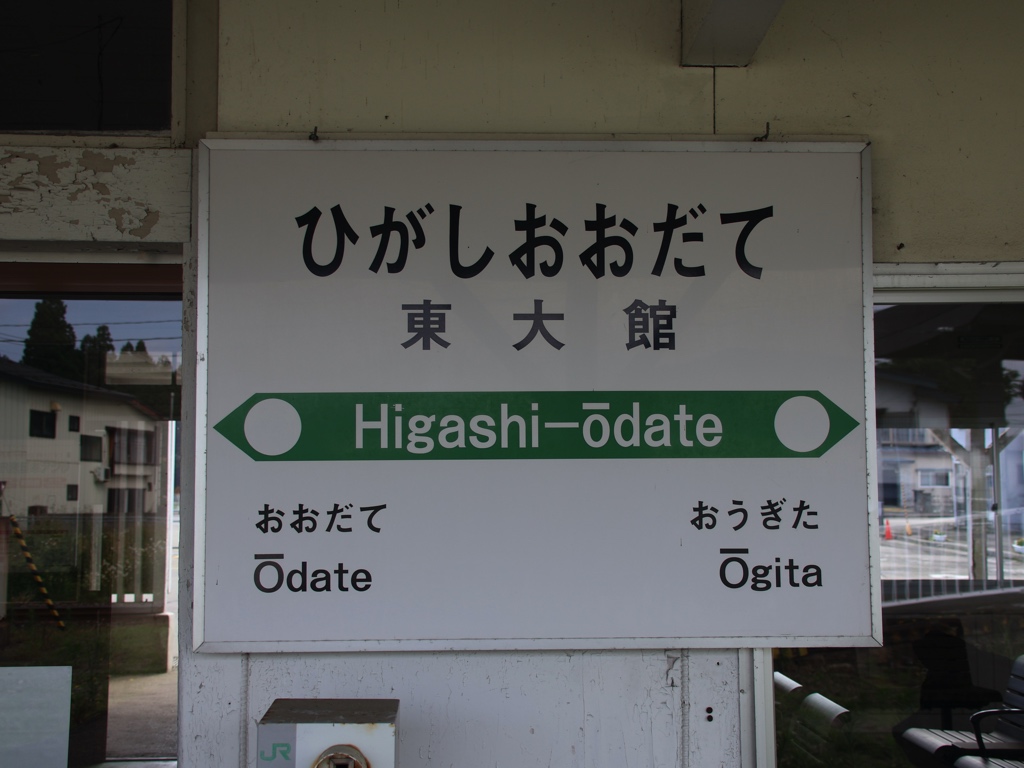 ひがしおおだて
東大館
Higashi-ōdate
おおだて
Ōdate
おうぎた
Ōgita
JR